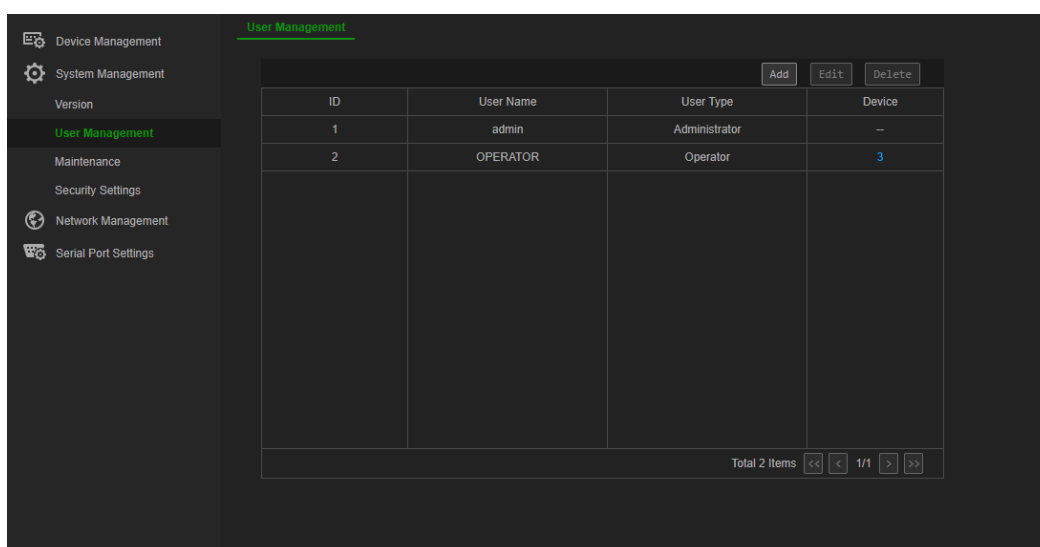 Device Management
System Management
Version
User Management
Maintenance
Security Settings
Network Management
Serial Port Settings
User Management
Add Edit Delete
ID User Name User Type Device
1 admin Administrator --
2 OPERATOR Operator 3
Total 2 Items << < 1/1 > >>